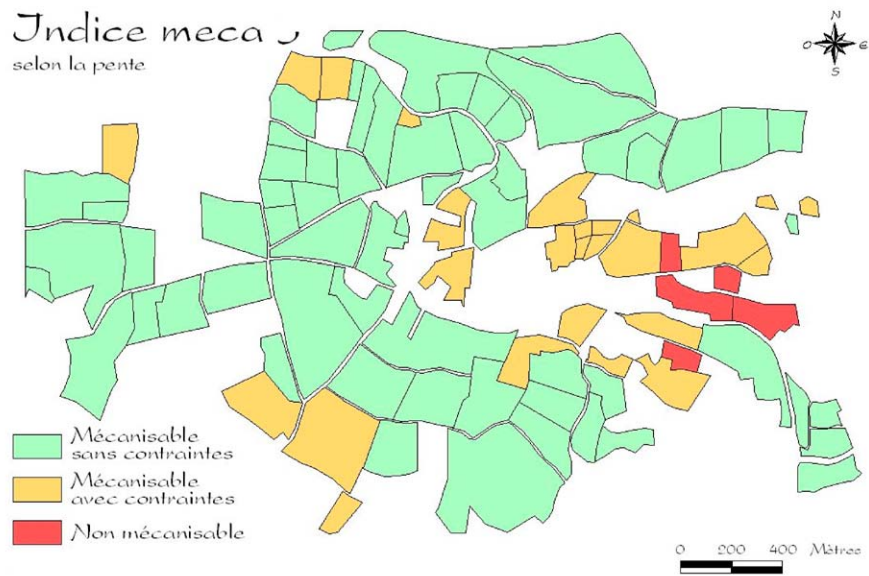 Indice meca
selon la pente
N
O
e
S
Mécanisable
sans contraintes
Mécanisable
avec contraintes
Non mécanisable
0 200 400 Mètres